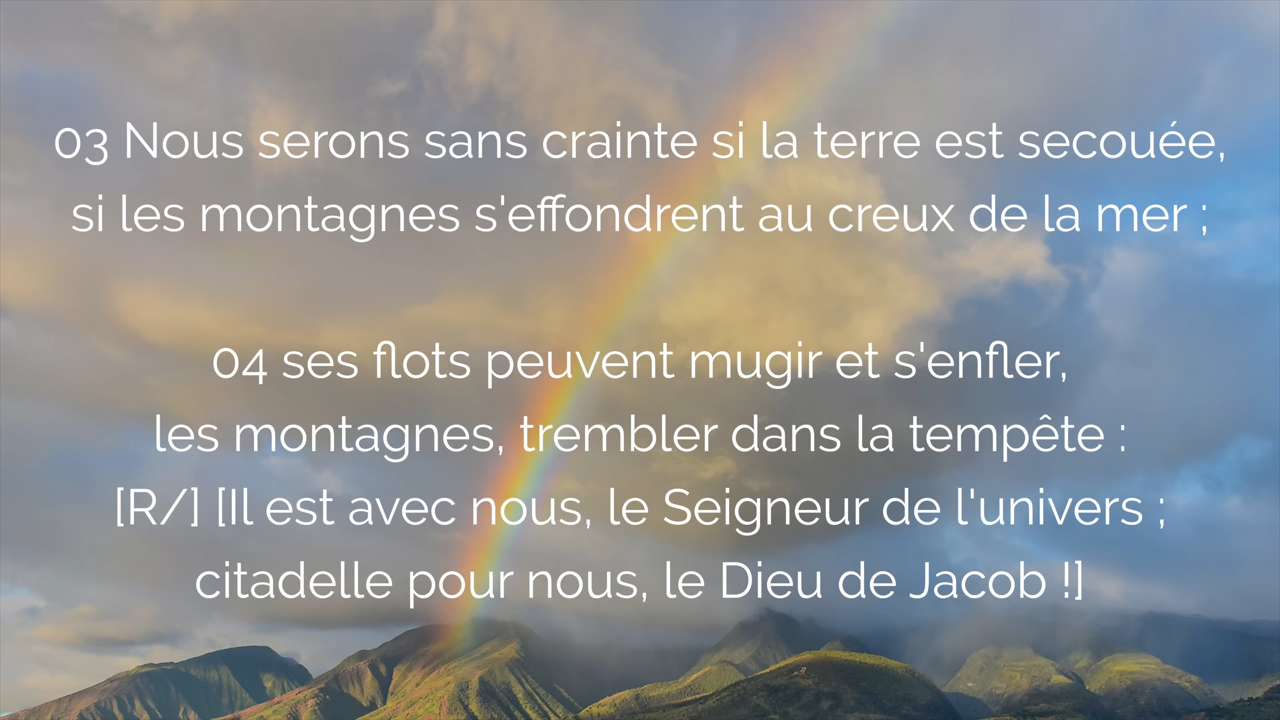 03 Nous serons sans crainte si la terre est secouée,
si les montagnes s'effondrent au creux de la mer ;
04 ses flots peuvent mugir et s'enfler,
les montagnes, trembler dans la tempête :
[R/] [Il est avec nous, le Seigneur de l'univers ;
citadelle pour nous, le Dieu de Jacob !]